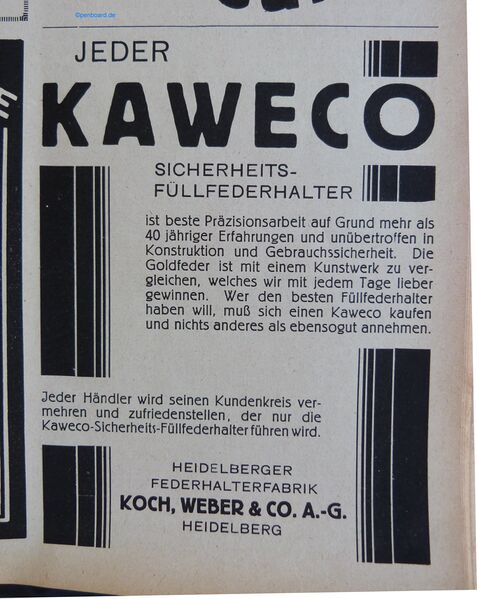 ©penboard.de
JEDER
KAWECO
SICHERHEITS-
FÜLLFEDERHALTER
ist beste Präzisionsarbeit auf Grund mehr als
40 jähriger Erfahrungen und unübertroffen in
Konstruktion und Gebrauchssicherheit. Die
Goldfeder ist mit einem Kunstwerk zu ver-
gleichen, welches wir mit jedem Tage lieber
gewinnen. Wer den besten Füllfederhalter
haben will, muß sich einen Kaweco kaufen
und nichts anderes als ebensogut annehmen.
Jeder Händler wird seinen Kundenkreis ver-
mehren und zufriedenstellen, der nur die
Kaweco-Sicherheits-Füllfederhalter führen wird.
HEIDELBERGER
FEDERHALTERFABRIK
KOCH, WEBER & CO. A.-G.
HEIDELBERG